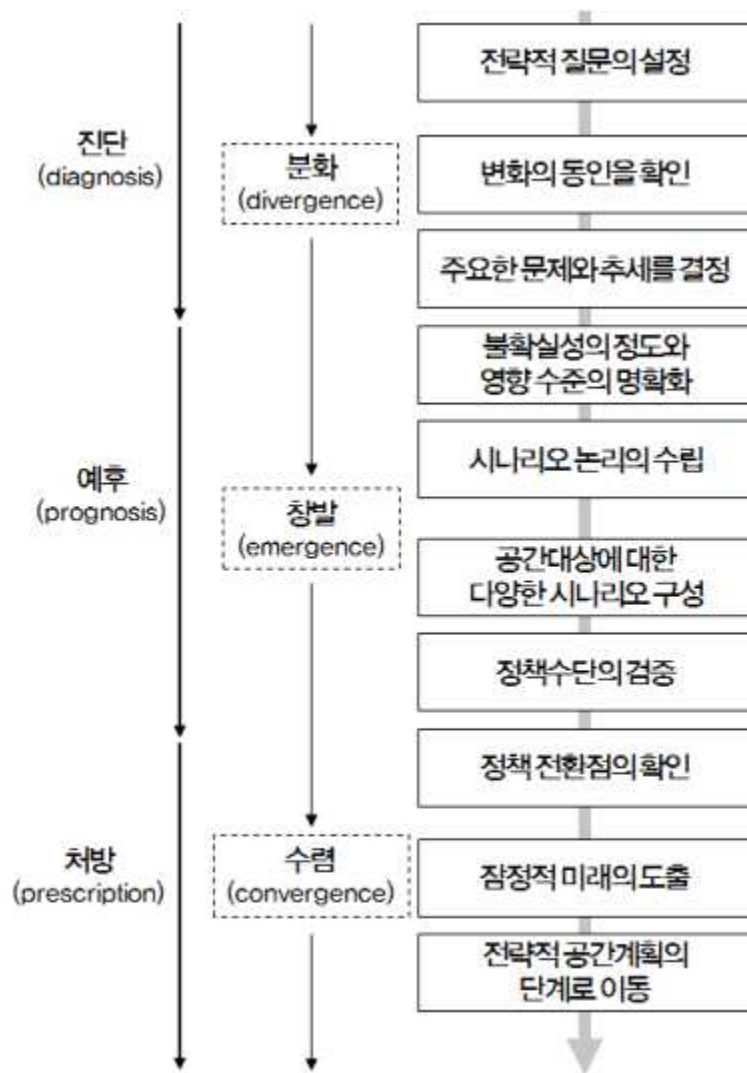 전략적 질문의 설정
진단
(diagnosis)
분화
(divergence)
변화의 동인을 확인
주요한 문제와 추세를 결정
불확실성의 정도와
영향 수준의 명확화
시나리오 논리의 수립
예후
(prognosis)
창발
(emergence)
공간대상에 대한
다양한 시나리오 구성
정책수단의 검증
정책 전환점의 확인
처방
(prescription)
수렴
(convergence)
잠정적 미래의 도출
전략적 공간계획의
단계로 이동